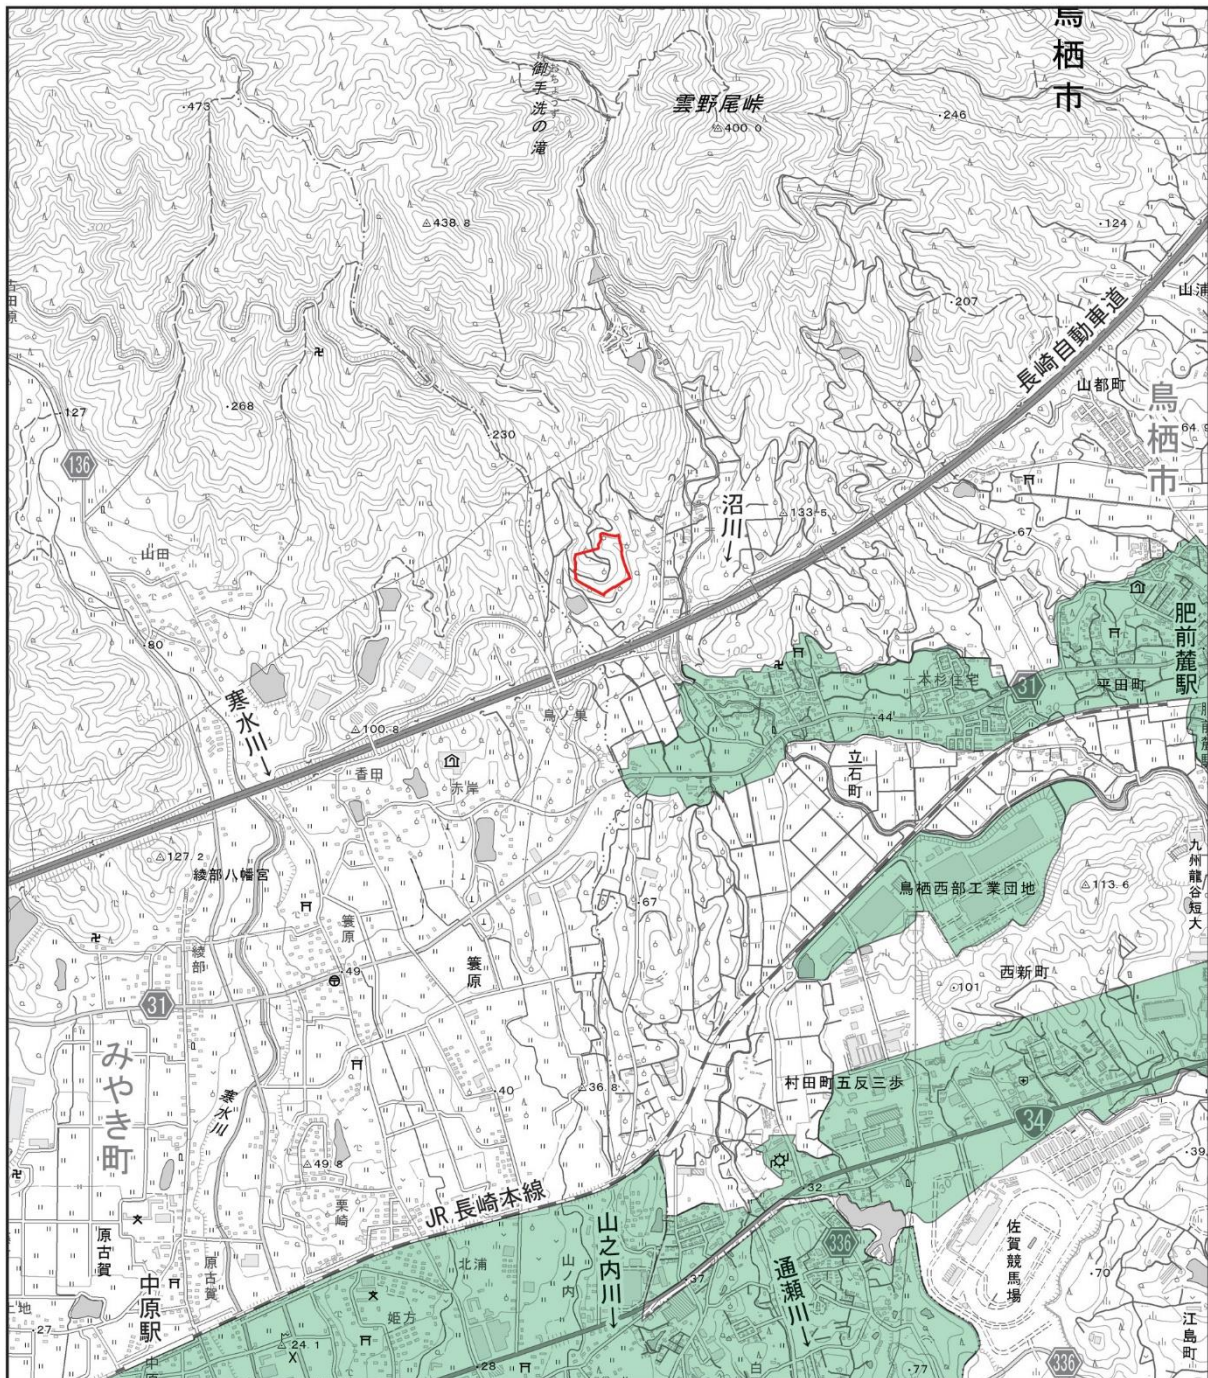 鳥栖市
御手洗の滝
おちょうず
雲野尾峠
400.0
246
473
438.8
300
124
207
山浦
長崎自動車道
山都町
鳥栖市
64.9
127
268
136
230
150
沼川
133.5
67
山田
80
寒水川
肥前麓駅
一本杉住宅
31
平田町
鳥ノ巣
44
100.8
香田
赤岸
立石町
127.2
綾部八幡宮
鳥栖西部工業団地
113.6
九州龍谷短大
67
簑原
簑原
綾部
49
西新町
101
31
みやき町
40
36.8
村田町五反三歩
34
寒水川
49.8
39
栗崎
JR長崎本線
32
原古賀
原古賀
中原駅
北浦
山ノ内
山之内川
336
通瀬川
佐賀競馬場
70
37
姫方
江島町
27
24.1
28
77
336